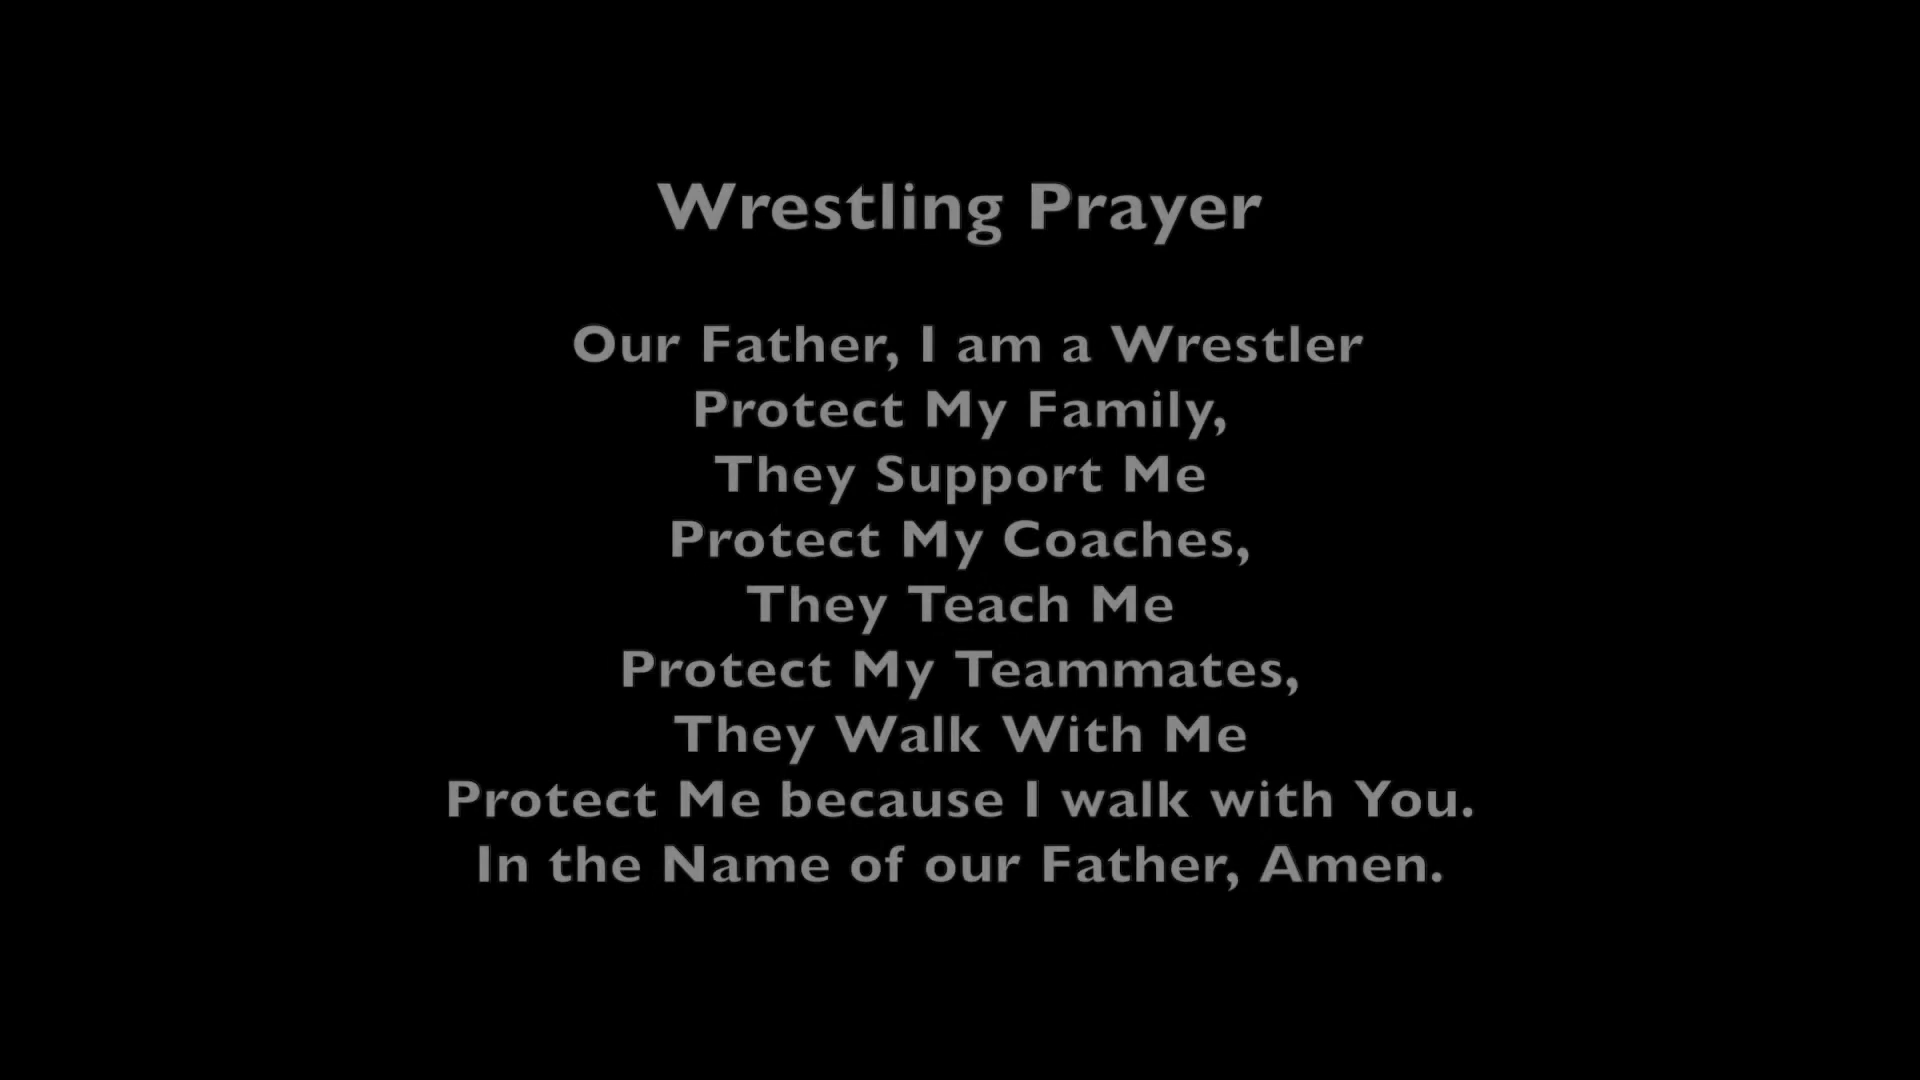 Wrestling Prayer
Our Father, I am a Wrestler
Protect My Family,
They Support Me
Protect My Coaches,
They Teach Me
Protect My Teammates,
They Walk With Me
Protect Me because I walk with You.
In the Name of our Father, Amen.